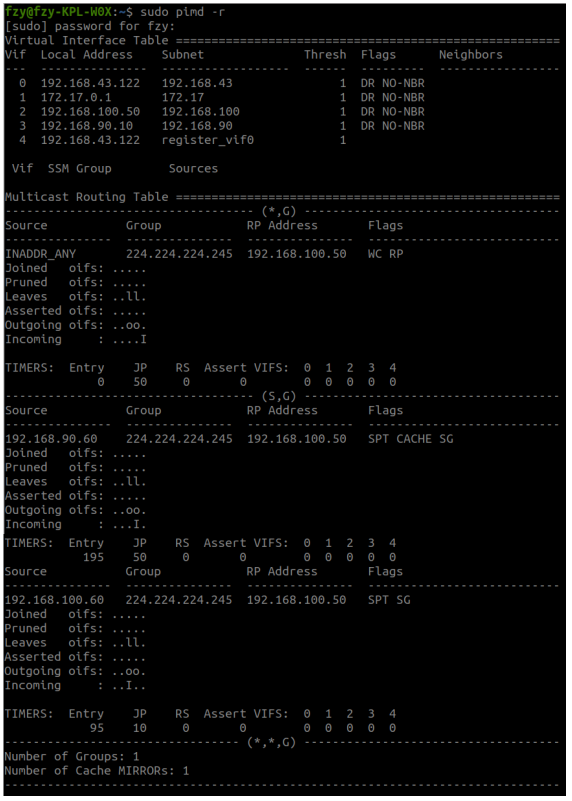 fzy@fzy-KPL-W0X:~$ sudo pimd -r
[sudo] password for fzy:
Virtual Interface Table ======================================================
Vif  Local Address    Subnet              Thresh  Flags      Neighbors
---  ---------------  ------------------  ------  ---------  -----------------
  0  192.168.43.122   192.168.43               1  DR NO-NBR
  1  172.17.0.1       172.17                   1  DR NO-NBR
  2  192.168.100.50   192.168.100              1  DR NO-NBR
  3  192.168.90.10    192.168.90               1  DR NO-NBR
  4  192.168.43.122   register_vif0            1
 Vif  SSM Group        Sources
Multicast Routing Table ======================================================
----------------------------------- (*,G) ------------------------------------
Source           Group            RP Address       Flags
---------------  ---------------  ---------------  ---------------------------
INADDR_ANY       224.224.224.245  192.168.100.50   WC RP
Joined   oifs: .....
Pruned   oifs: .....
Leaves   oifs: ..ll.
Asserted oifs: .....
Outgoing oifs: ..oo.
Incoming     : ....I
TIMERS:  Entry    JP    RS  Assert VIFS:  0  1  2  3  4
             0    50     0       0        0  0  0  0  0
----------------------------------- (S,G) ------------------------------------
Source           Group            RP Address       Flags
---------------  ---------------  ---------------  ---------------------------
192.168.90.60    224.224.224.245  192.168.100.50   SPT CACHE SG
Joined   oifs: .....
Pruned   oifs: .....
Leaves   oifs: ..ll.
Asserted oifs: .....
Outgoing oifs: ..oo.
Incoming     : ...I.
TIMERS:  Entry    JP    RS  Assert VIFS:  0  1  2  3  4
           195    50     0       0        0  0  0  0  0
Source           Group            RP Address       Flags
---------------  ---------------  ---------------  ---------------------------
192.168.100.60   224.224.224.245  192.168.100.50   SPT SG
Joined   oifs: .....
Pruned   oifs: .....
Leaves   oifs: ..ll.
Asserted oifs: .....
Outgoing oifs: ..oo.
Incoming     : ..I..
TIMERS:  Entry    JP    RS  Assert VIFS:  0  1  2  3  4
            95    10     0       0        0  0  0  0  0
--------------------------------- (*,*,G) ------------------------------------
Number of Groups: 1
Number of Cache MIRRORs: 1
------------------------------------------------------------------------------